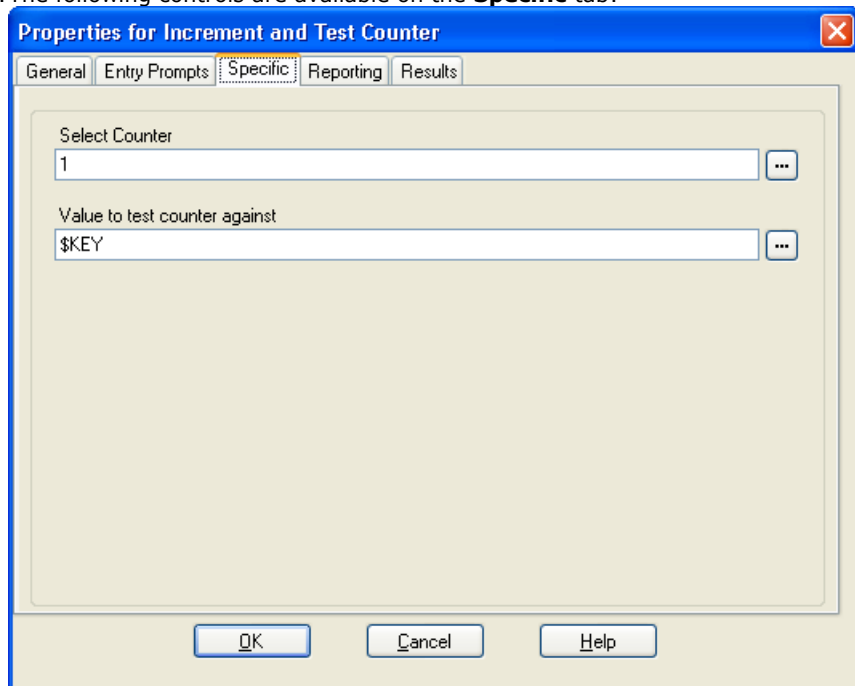 The following controls are available on the Specific tab:
Properties for Increment and Test Counter
General Entry Prompts Specific Reporting Results
Select Counter
1
...
Value to test counter against
$KEY
...
OK Cancel Help